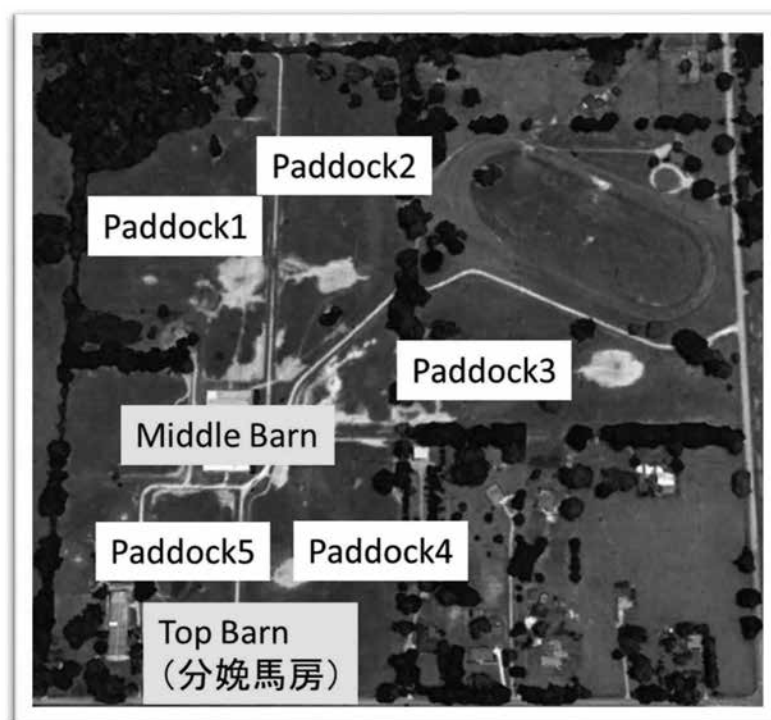 Paddock2
Paddock1
Paddock3
Middle Barn
Paddock5
Paddock4
Top Barn
（分娩馬房）